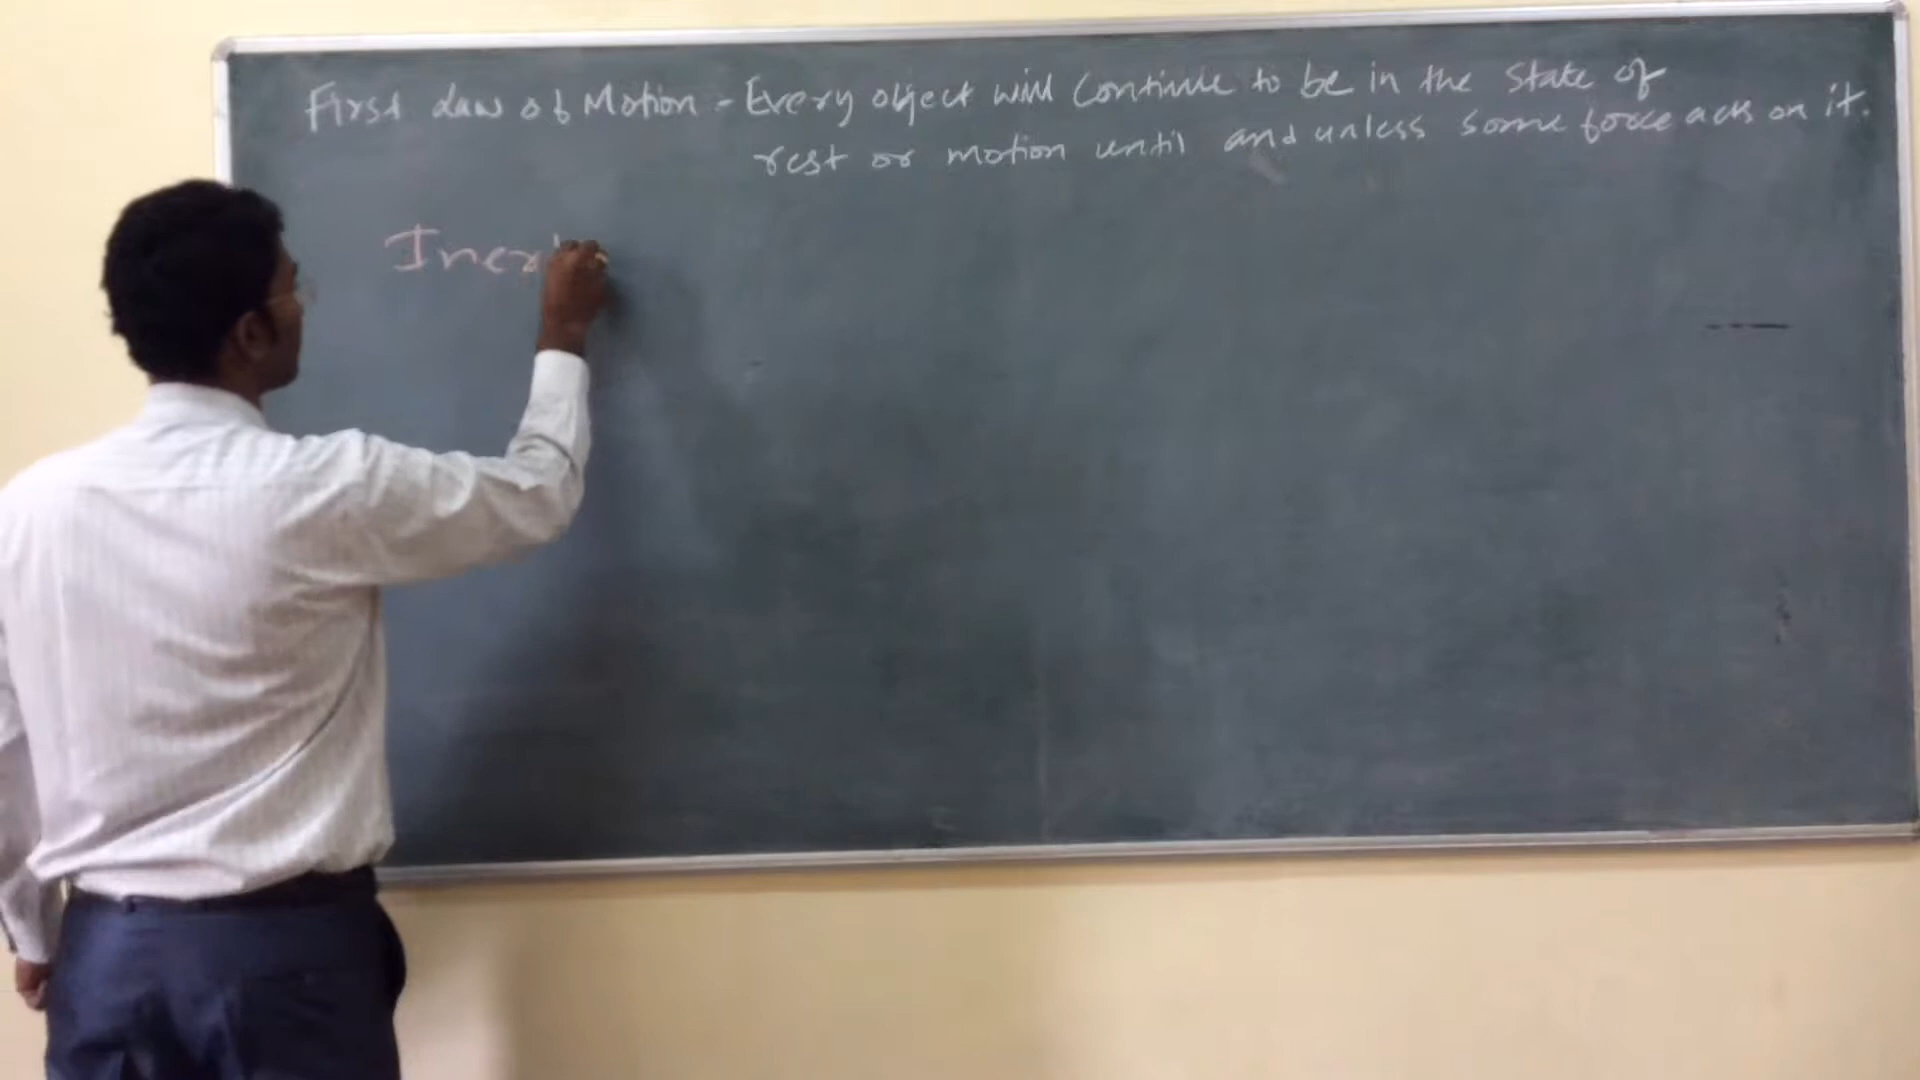 First Law of Motion - Every object will continue to be in the state of
rest or motion until and unless some force acts on it.
Inert